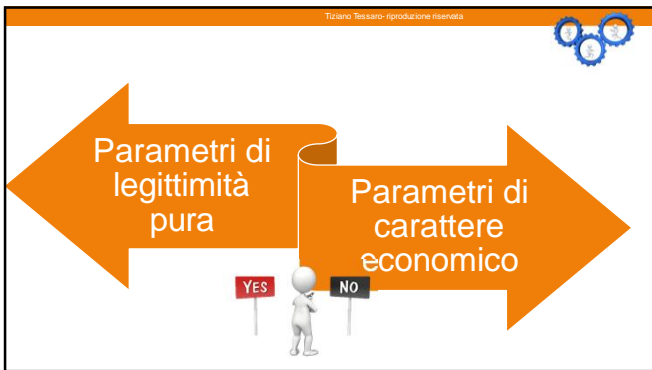 Tiziano Tessaro- riproduzione riservata
Parametri di
legittimità
pura
Parametri di
carattere
economico
YES
NO